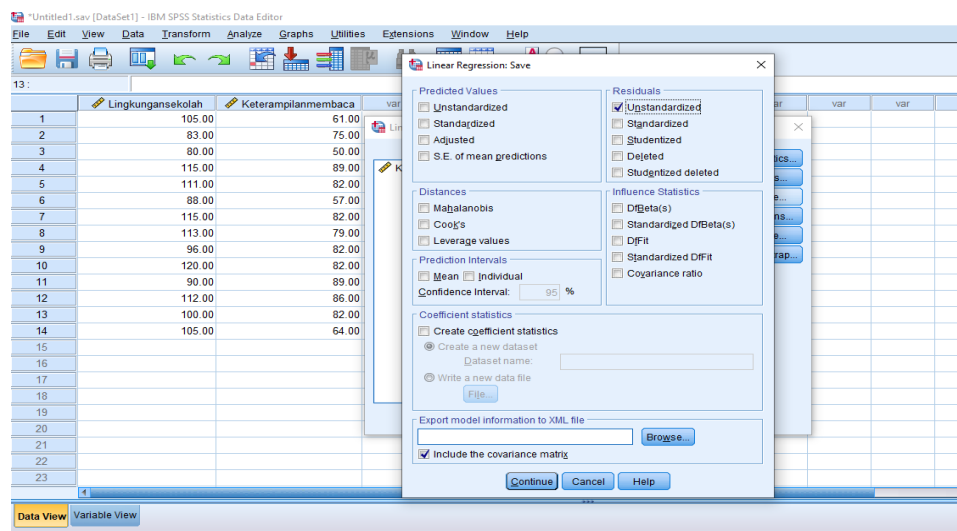 *Untitled1.sav [DataSet1] - IBM SPSS Statistics Data Editor
File Edit View Data Transform Analyze Graphs Utilities Extensions Window Help
13 :
Lingkungansekolah Keterampilanmembaca var var var var
1 105.00 61.00
2 83.00 75.00
3 80.00 50.00
4 115.00 89.00
5 111.00 82.00
6 88.00 57.00
7 115.00 82.00
8 113.00 79.00
9 96.00 82.00
10 120.00 82.00
11 90.00 89.00
12 112.00 86.00
13 100.00 82.00
14 105.00 64.00
15
16
17
18
19
20
21
22
23
Linear Regression: Save
Predicted Values
Unstandardized
Standardized
Adjusted
S.E. of mean predictions
Residuals
Unstandardized
Standardized
Studentized
Deleted
Studentized deleted
Distances
Mahalanobis
Cook's
Leverage values
Influence Statistics
DfBeta(s)
Standardized DfBeta(s)
DfFit
Standardized DfFit
Covariance ratio
Prediction Intervals
Mean Individual
Confidence Interval: 95 %
Coefficient statistics
Create coefficient statistics
Create a new dataset
Dataset name:
Write a new data file
File...
Export model information to XML file
Browse...
Include the covariance matrix
Continue Cancel Help
Data View Variable View